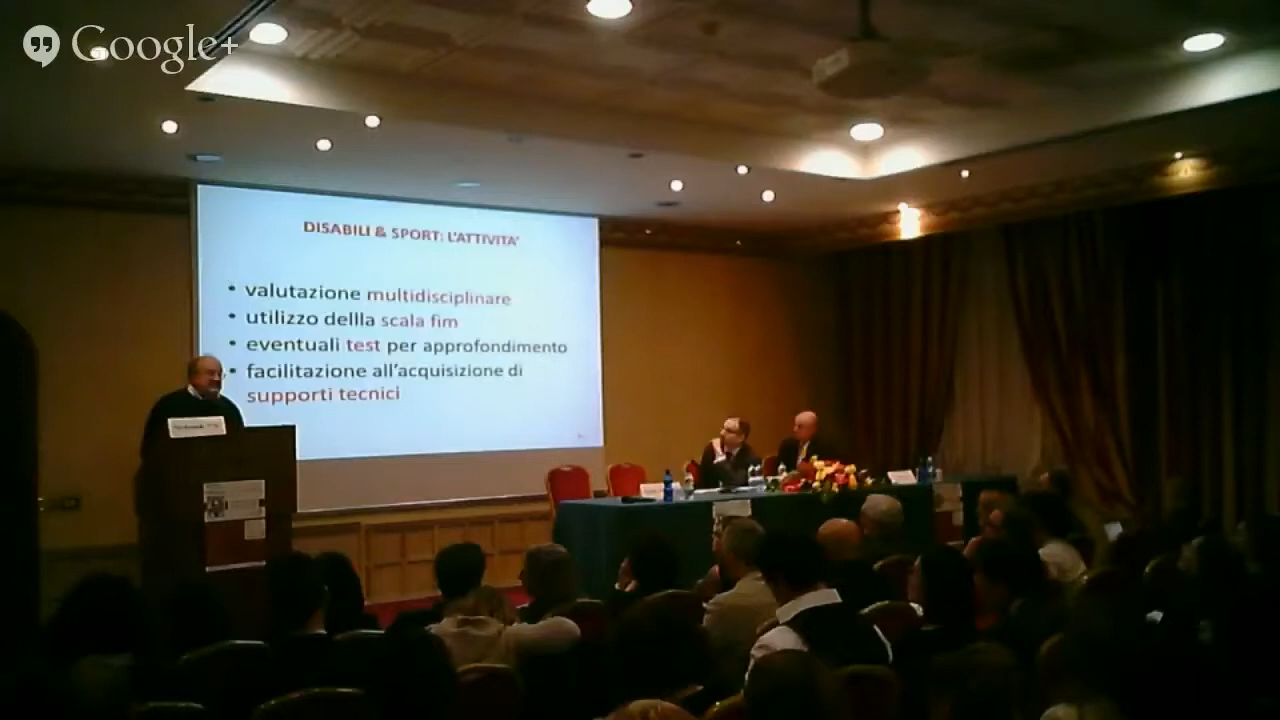 Google+
DISABILI & SPORT: L'ATTIVITA'
• valutazione multidisciplinare
• utilizzo dellla scala fim
• eventuali test per approfondimento
• facilitazione all'acquisizione di
supporti tecnici